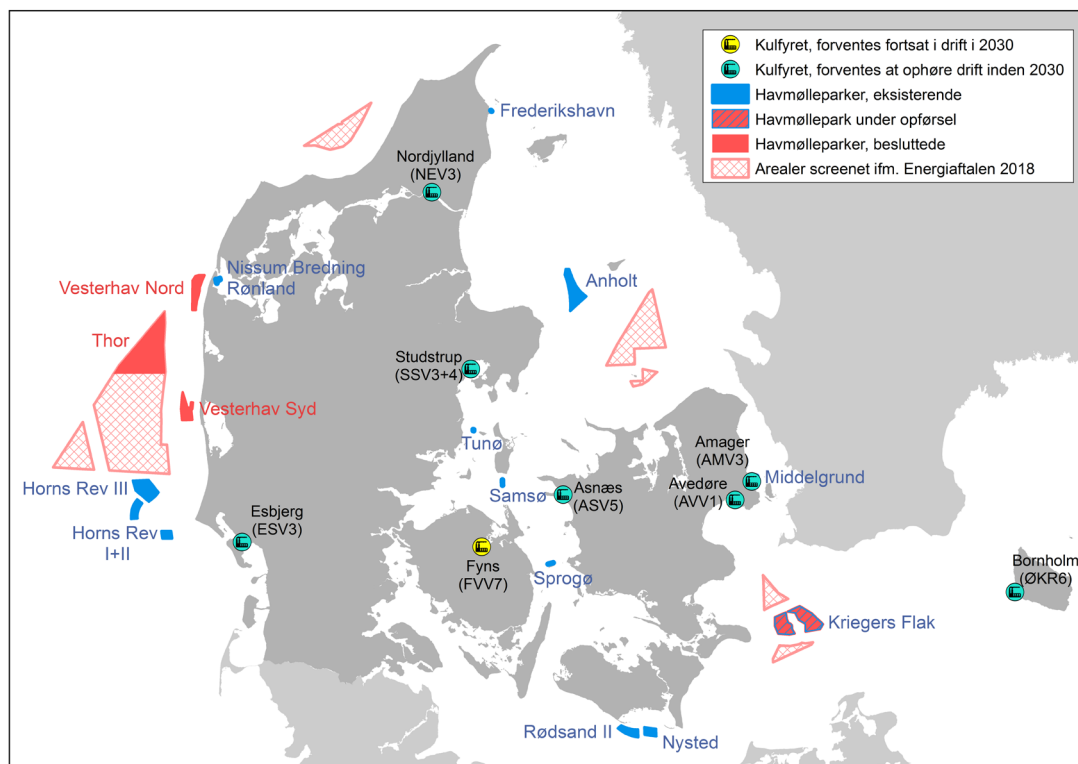 Kulfyret, forventes fortsat i drift i 2030
Kulfyret, forventes at ophøre drift inden 2030
Havmølleparker, eksisterende
Havmøllepark under opførsel
Havmølleparker, besluttede
Arealer screenet ifm. Energiaftalen 2018
Frederikshavn
Nordjylland
(NEV3)
Nissum Bredning
Rønland
Vesterhav Nord
Anholt
Thor
Studstrup
(SSV3+4)
Vesterhav Syd
Tunø
Amager
(AMV3)
Middelgrund
Horns Rev III
Samsø
Asnæs
(ASV5)
Avedøre
(AVV1)
Horns Rev
I+II
Esbjerg
(ESV3)
Fyns
(FVV7)
Sprogø
Bornholm
(ØKR6)
Kriegers Flak
Rødsand II
Nysted